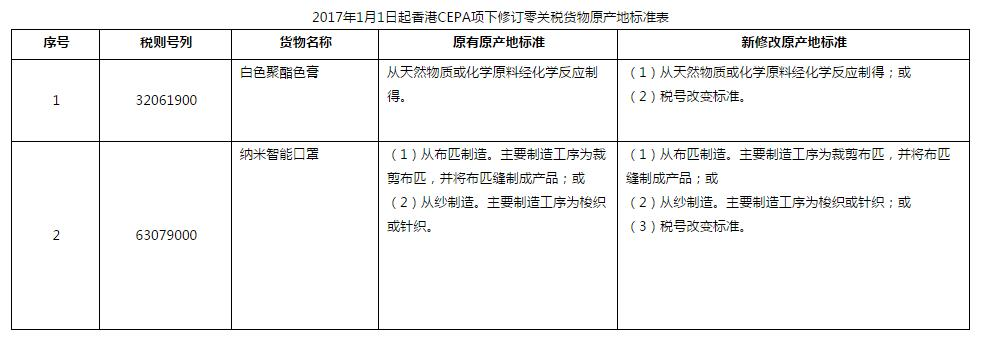 2017年1月1日起香港CEPA项下修订零关税货物原产地标准表
序号 税则号列 货物名称 原有原产地标准 新修改原产地标准
1
32061900
白色聚酯色膏
从天然物质或化学原料经化学反应制
得。
（1）从天然物质或化学原料经化学反应制得；或
（2）税号改变标准。
2
63079000
纳米智能口罩
（1）从布匹制造。主要制造工序为裁
剪布匹，并将布匹缝制成产品；或
（2）从纱制造。主要制造工序为梭织
或针织。
（1）从布匹制造。主要制造工序为裁剪布匹，并将布匹
缝制成产品；或
（2）从纱制造。主要制造工序为梭织或针织；或
（3）税号改变标准。